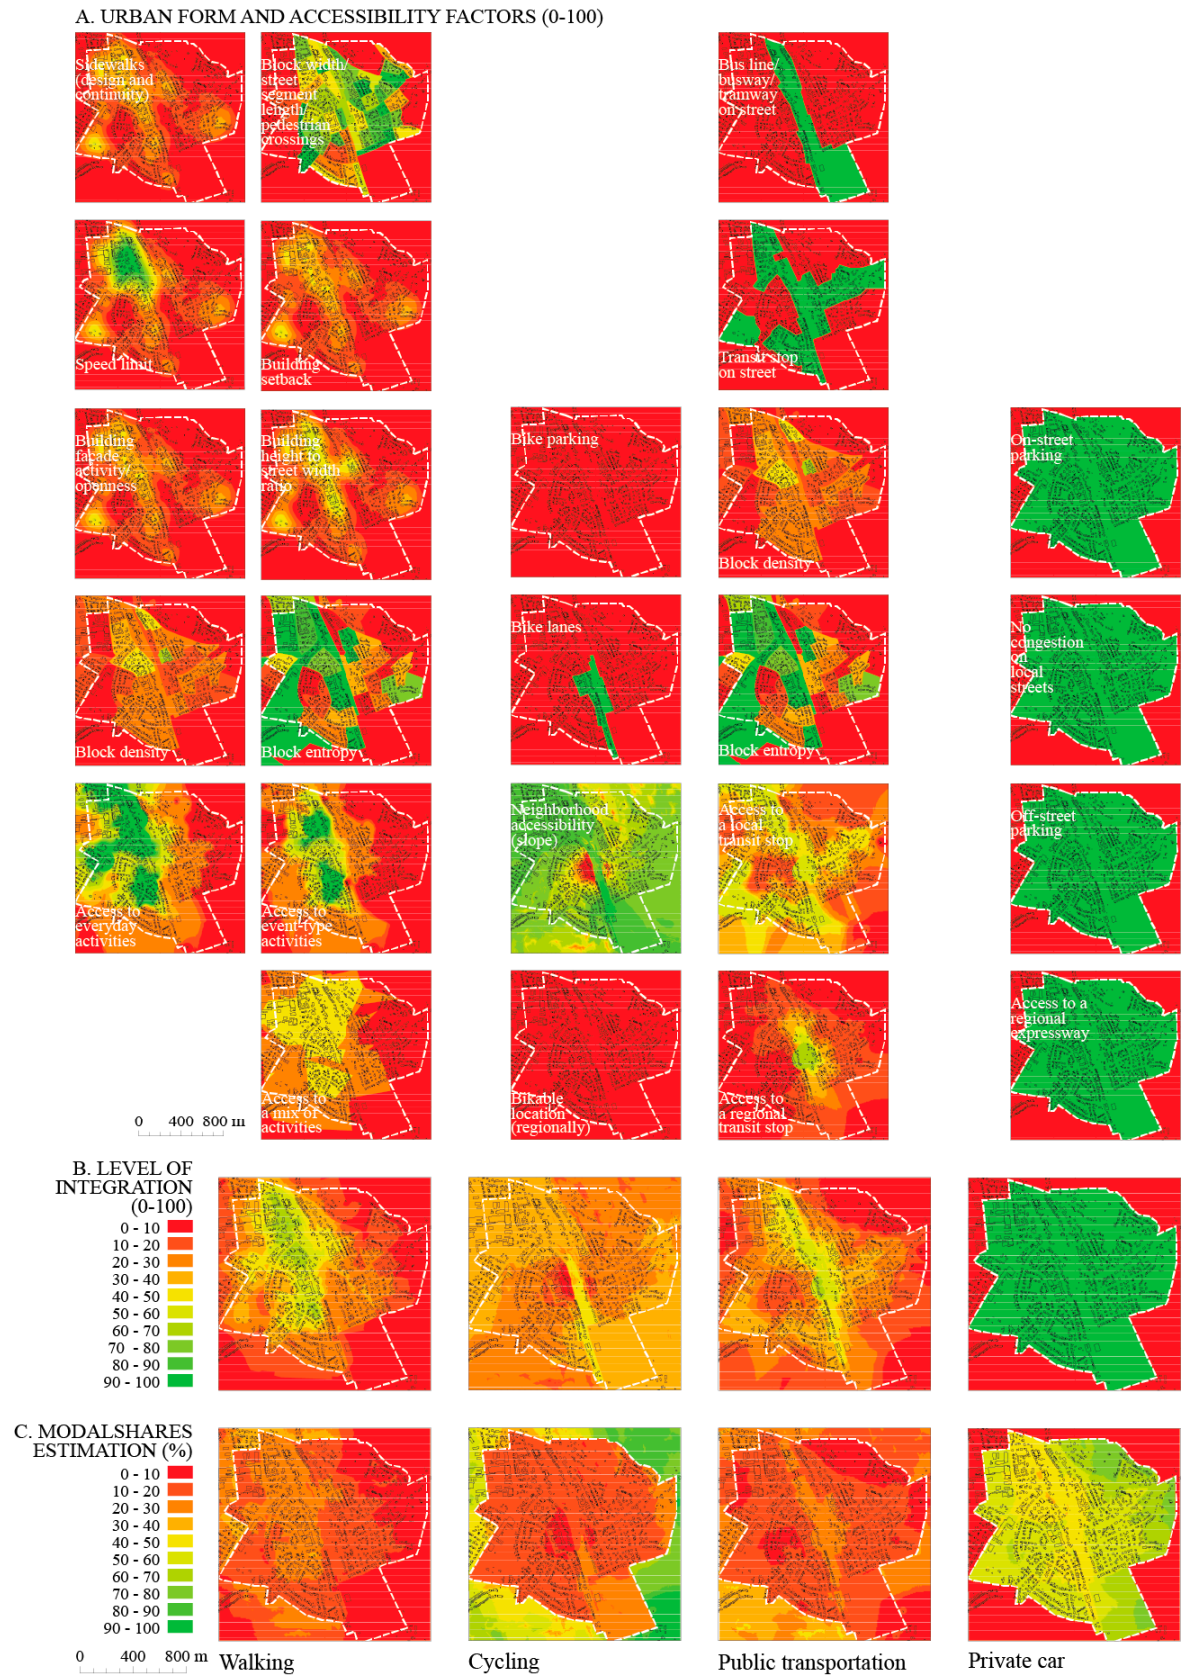 A. URBAN FORM AND ACCESSIBILITY FACTORS (0-100)
Sidewalks
(design and
continuity)
Block width/
street
segment
length/
pedestrian
crossings
Bus line/
busway/
tramway
on street
Speed limit
Building
setback
Transit stop
on street
Building
facade
activity/
openness
Building
height to
street width
ratio
Bike parking
Block density
On-street
parking
Block density
Block entropy
Bike lanes
Block entropy
No
congestion
on
local
streets
Access to
everyday
activities
Access to
event-type
activities
Neighborhood
accessibility
(slope)
Access to
a local
transit stop
Off-street
parking
Access to
a mix of
activities
Bikable
location
(regionally)
Access to
a regional
transit stop
Access to a
regional
expressway
0 400 800 m
B. LEVEL OF
INTEGRATION
(0-100)
0 - 10
10 - 20
20 - 30
30 - 40
40 - 50
50 - 60
60 - 70
70 - 80
80 - 90
90 - 100
C. MODALSHARES
ESTIMATION (%)
0 - 10
10 - 20
20 - 30
30 - 40
40 - 50
50 - 60
60 - 70
70 - 80
80 - 90
90 - 100
0 400 800 m
Walking
Cycling
Public transportation
Private car